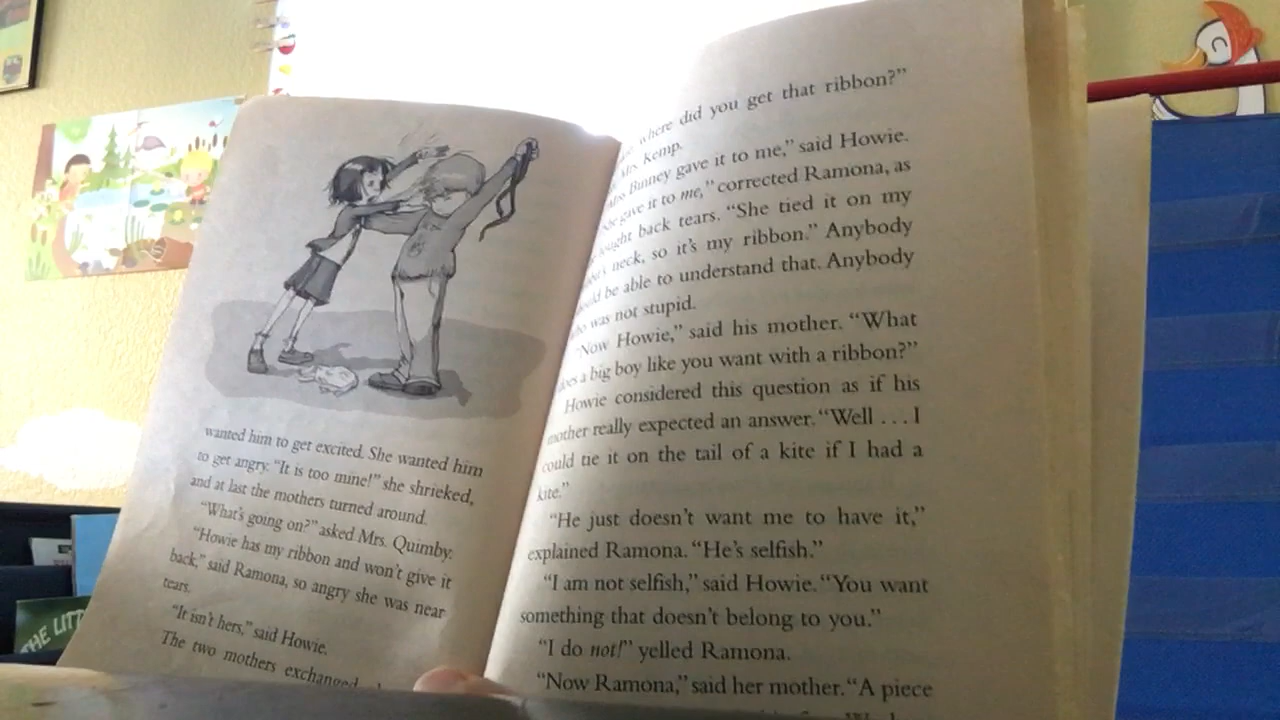 wanted him to get excited. She wanted him
to get angry. "It is too mine!" she shrieked,
and at last the mothers turned around.
"What's going on?" asked Mrs. Quimby.
"Howie has my ribbon and won't give it
back," said Ramona, so angry she was near
tears.
"It isn't hers," said Howie.
The two mothers exchanged
where did you get that ribbon?"
Mrs. Kemp.
"Miss Binney gave it to me," said Howie.
"She gave it to me," corrected Ramona, as
fought back tears. "She tied it on my
neck, so it's my ribbon." Anybody
be able to understand that. Anybody
who was not stupid.
"Now Howie," said his mother. "What
does a big boy like you want with a ribbon?"
Howie considered this question as if his
mother really expected an answer. "Well . . . I
could tie it on the tail of a kite if I had a
kite."
"He just doesn't want me to have it,"
explained Ramona. "He's selfish."
"I am not selfish," said Howie. "You want
something that doesn't belong to you."
"I do not!" yelled Ramona.
"Now Ramona," said her mother. "A piece
THE